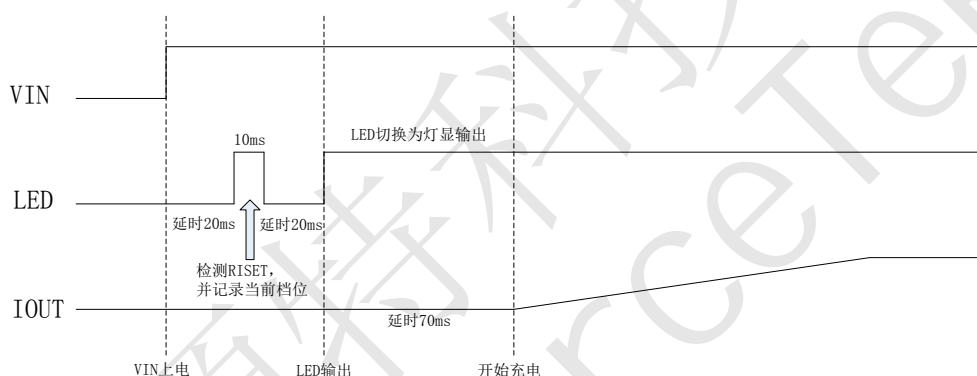 VIN
10ms
LED切换为灯显输出
LED
延时20ms
延时20ms
检测RISET,
并记录当前档位
IOUT
延时70ms
VIN上电
LED输出
开始充电